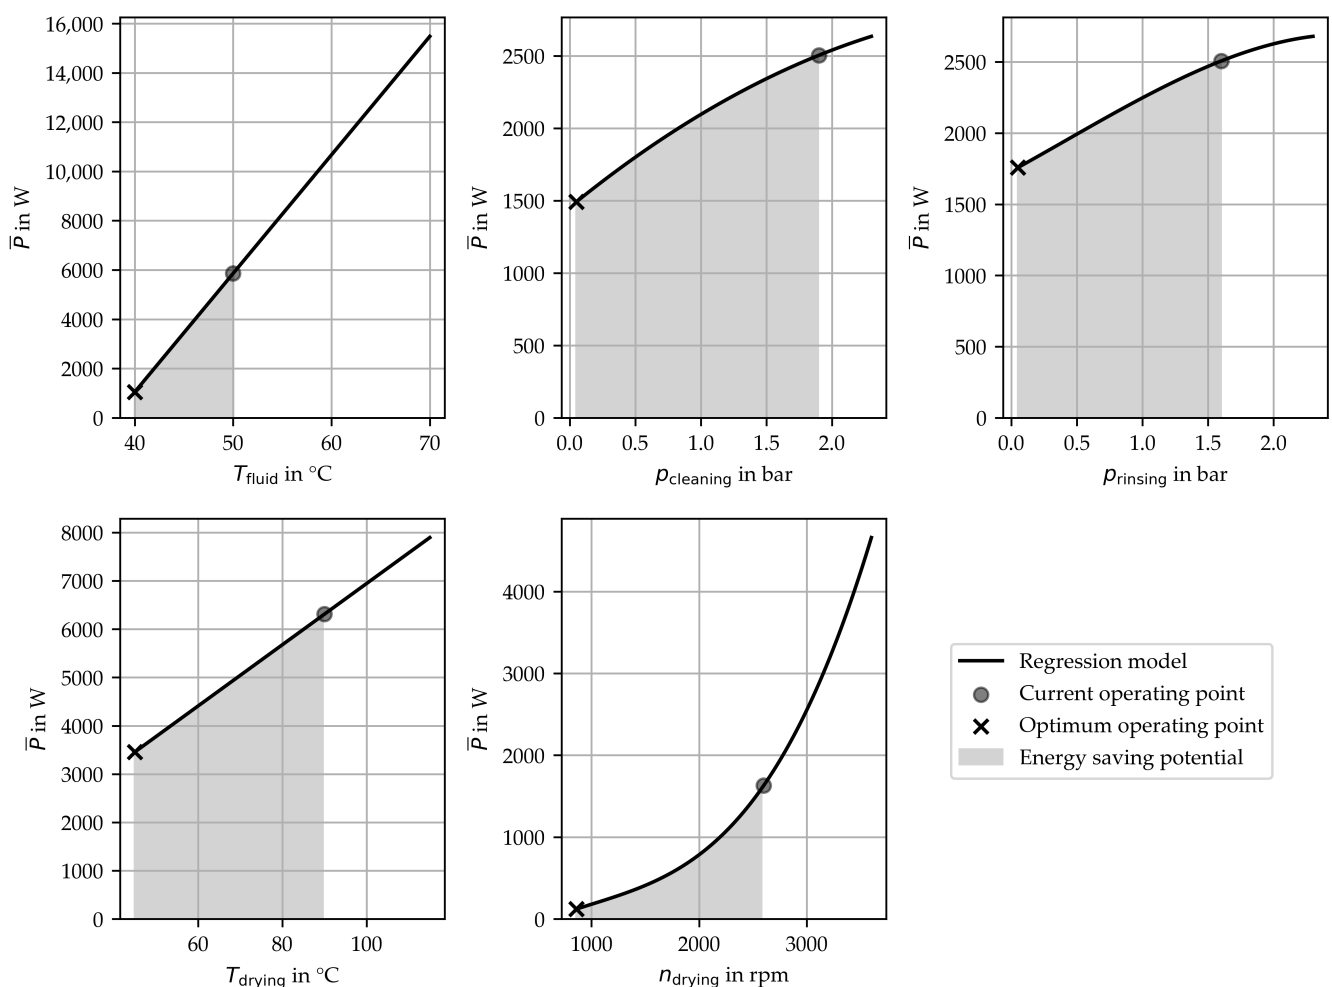 16,000
14,000
12,000
10,000
8000
6000
4000
2000
0
P̅ in W
40 50 60 70
T_fluid in °C
2500
2000
1500
1000
500
0
P̅ in W
0.0 0.5 1.0 1.5 2.0
p_cleaning in bar
2500
2000
1500
1000
500
0
P̅ in W
0.0 0.5 1.0 1.5 2.0
p_rinsing in bar
8000
7000
6000
5000
4000
3000
2000
1000
0
P̅ in W
60 80 100
T_drying in °C
4000
3000
2000
1000
0
P̅ in W
1000 2000 3000
n_drying in rpm
Regression model
Current operating point
Optimum operating point
Energy saving potential